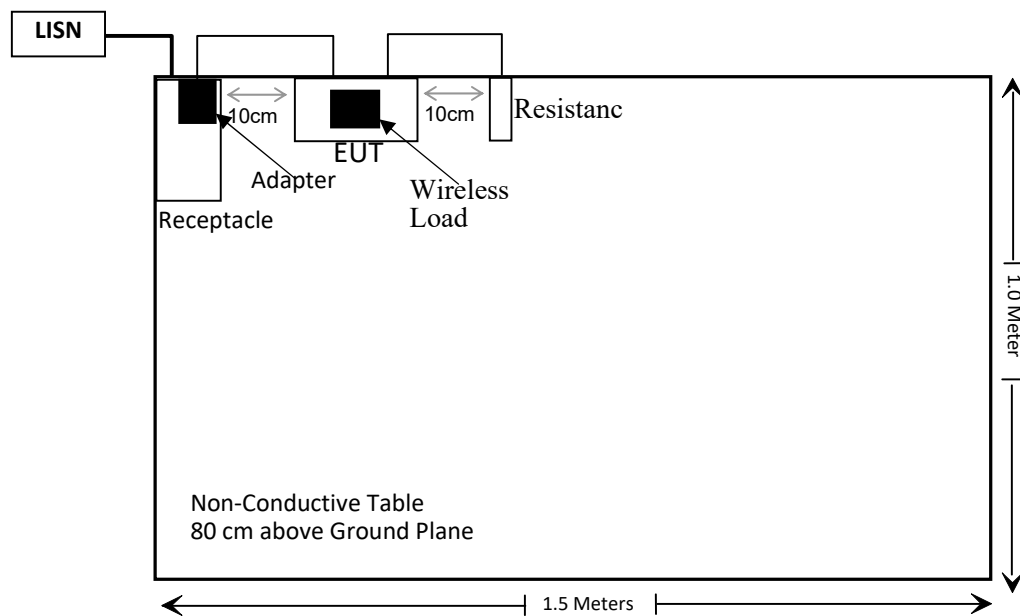 LISN
10cm
10cm
Resistanc
EUT
Adapter
Wireless
Load
Receptacle
1.0 Meter
Non-Conductive Table
80 cm above Ground Plane
1.5 Meters